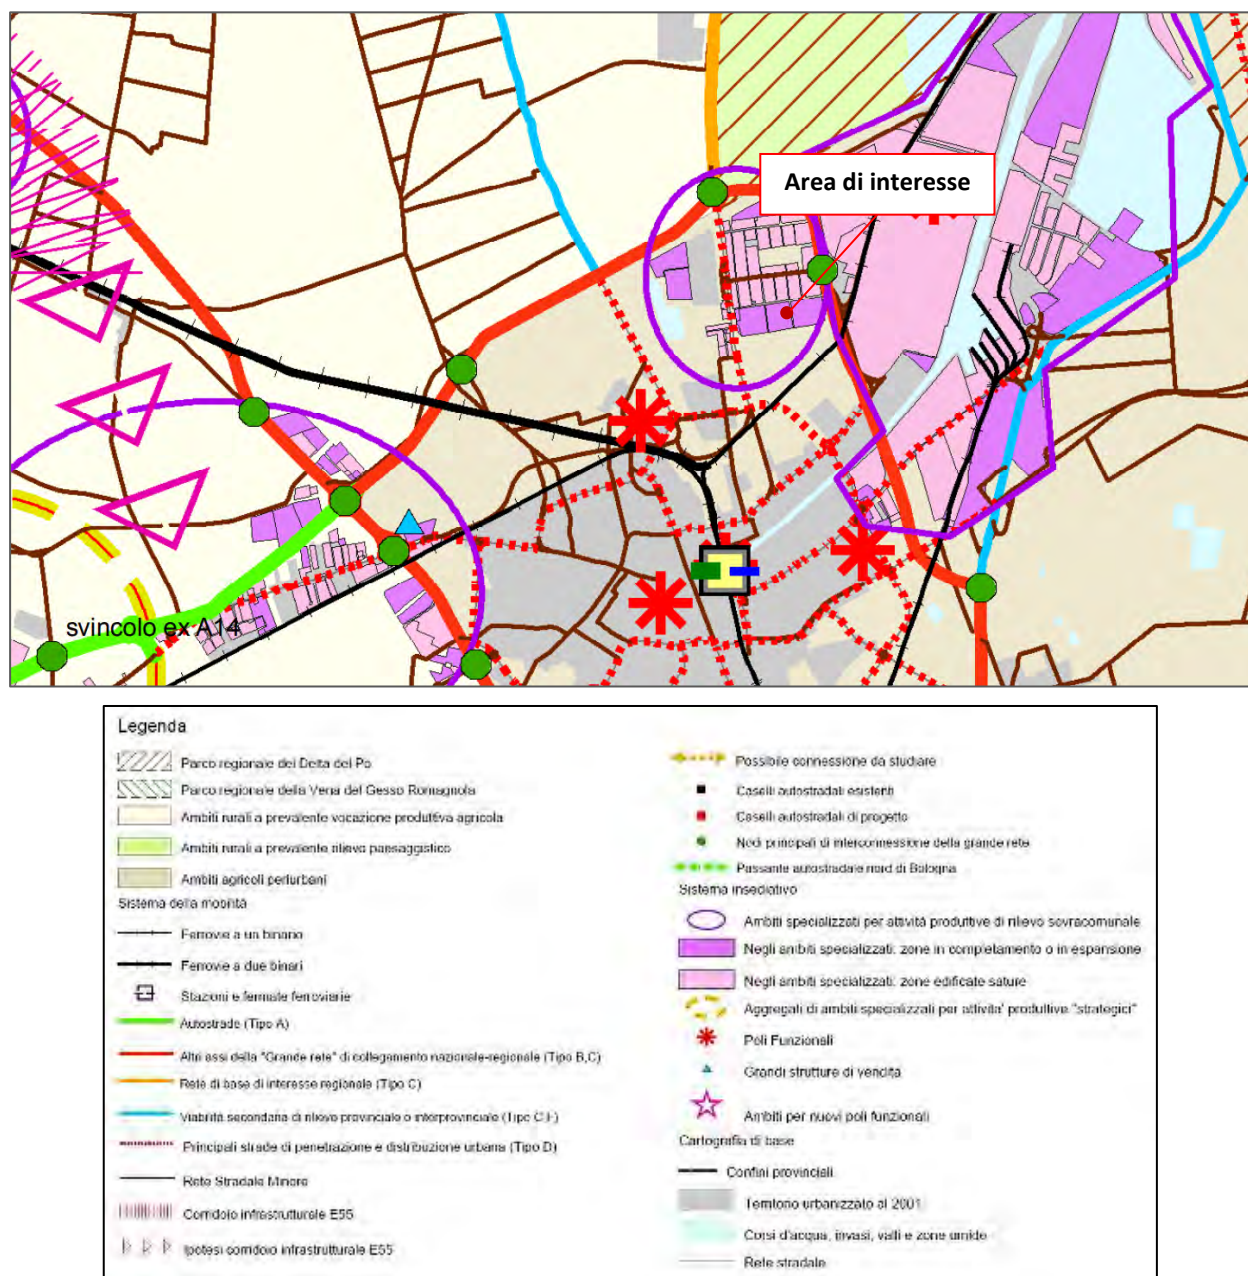 Area di interesse
svincolo ex A14
Legenda
Parco regionale del Delta del Po
Parco regionale della Vena del Gesso Romagnola
Ambiti rurali a prevalente vocazione produttiva agricola
Ambiti rurali a prevalente rilievo paesaggistico
Ambiti agricoli periurbani
Sistema della mobilità
Ferrovie a un binario
Ferrovie a due binari
Stazioni e fermate ferroviarie
Autostrade (Tipo A)
Altri assi della "Grande rete" di collegamento nazionale-regionale (Tipo B,C)
Rete di base di interesse regionale (Tipo C)
Viabilità secondaria di rilievo provinciale o interprovinciale (Tipo C,F)
Principali strade di penetrazione e distribuzione urbana (Tipo D)
Rete Stradale Minore
Corridoio infrastrutturale E55
Ipotesi corridoio infrastrutturale E55
Possibile connessione da studiare
Caselli autostradali esistenti
Caselli autostradali di progetto
Nodi principali di interconnessione della grande rete
Passante autostradale nord di Bologna
Sistema insediativo
Ambiti specializzati per attività produttive di rilievo sovracomunale
Negli ambiti specializzati: zone in completamento o in espansione
Negli ambiti specializzati: zone edificate sature
Aggregati di ambiti specializzati per attivita' produttive "strategici"
Poli Funzionali
Grandi strutture di vendita
Ambiti per nuovi poli funzionali
Cartografia di base
Confini provinciali
Territorio urbanizzato al 2001
Corsi d'acqua, invasi, valli e zone umide
Rete stradale